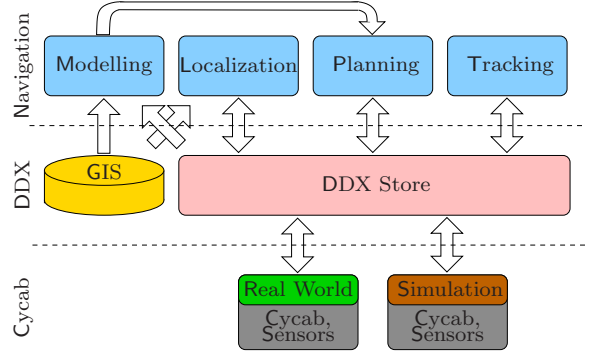 Navigation
Modelling
Localization
Planning
Tracking
DDX
GIS
DDX Store
Cycab
Real World
Cycab,
Sensors
Simulation
Cycab,
Sensors